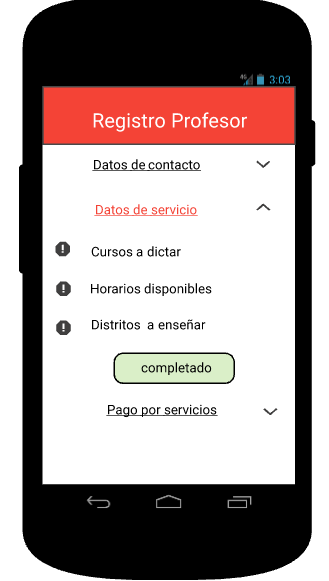 4G 3:03
Registro Profesor
Datos de contacto
Datos de servicio
Cursos a dictar
Horarios disponibles
Distritos a enseñar
completado
Pago por servicios